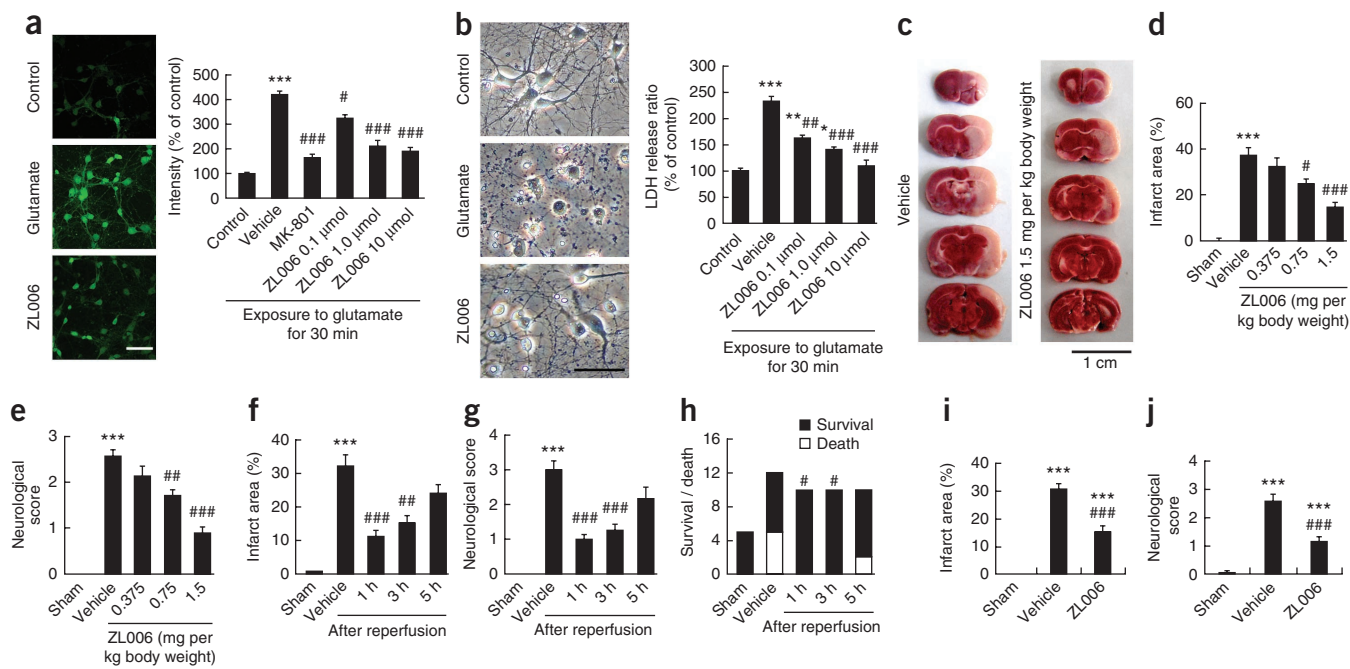 a
Control
Glutamate
ZL006
Intensity (% of control)
500
400
300
200
100
0
***
###
#
###
###
Control
Vehicle
MK-801
ZL006 0.1 μmol
ZL006 1.0 μmol
ZL006 10 μmol
Exposure to glutamate
for 30 min
b
Control
Glutamate
ZL006
LDH release ratio
(% of control)
300
250
200
150
100
50
0
***
**##
*###
###
Control
Vehicle
ZL006 0.1 μmol
ZL006 1.0 μmol
ZL006 10 μmol
Exposure to glutamate
for 30 min
c
Vehicle
ZL006 1.5 mg per kg body weight
1 cm
d
Infarct area (%)
60
40
20
0
***
#
###
Sham
Vehicle
0.375
0.75
1.5
ZL006 (mg per
kg body weight)
e
Neurological
score
3
2
1
0
***
##
###
Sham
Vehicle
0.375
0.75
1.5
ZL006 (mg per
kg body weight)
f
Infarct area (%)
40
30
20
10
0
***
###
##
Sham
Vehicle
1 h
3 h
5 h
After reperfusion
g
Neurological score
4
3
2
1
0
***
###
###
Sham
Vehicle
1 h
3 h
5 h
After reperfusion
h
Survival
Death
Survival / death
16
12
8
4
0
#
#
Sham
Vehicle
1 h
3 h
5 h
After reperfusion
i
Infarct area (%)
40
30
20
10
0
***
***
###
Sham
Vehicle
ZL006
j
Neurological
score
4
3
2
1
0
***
***
###
Sham
Vehicle
ZL006